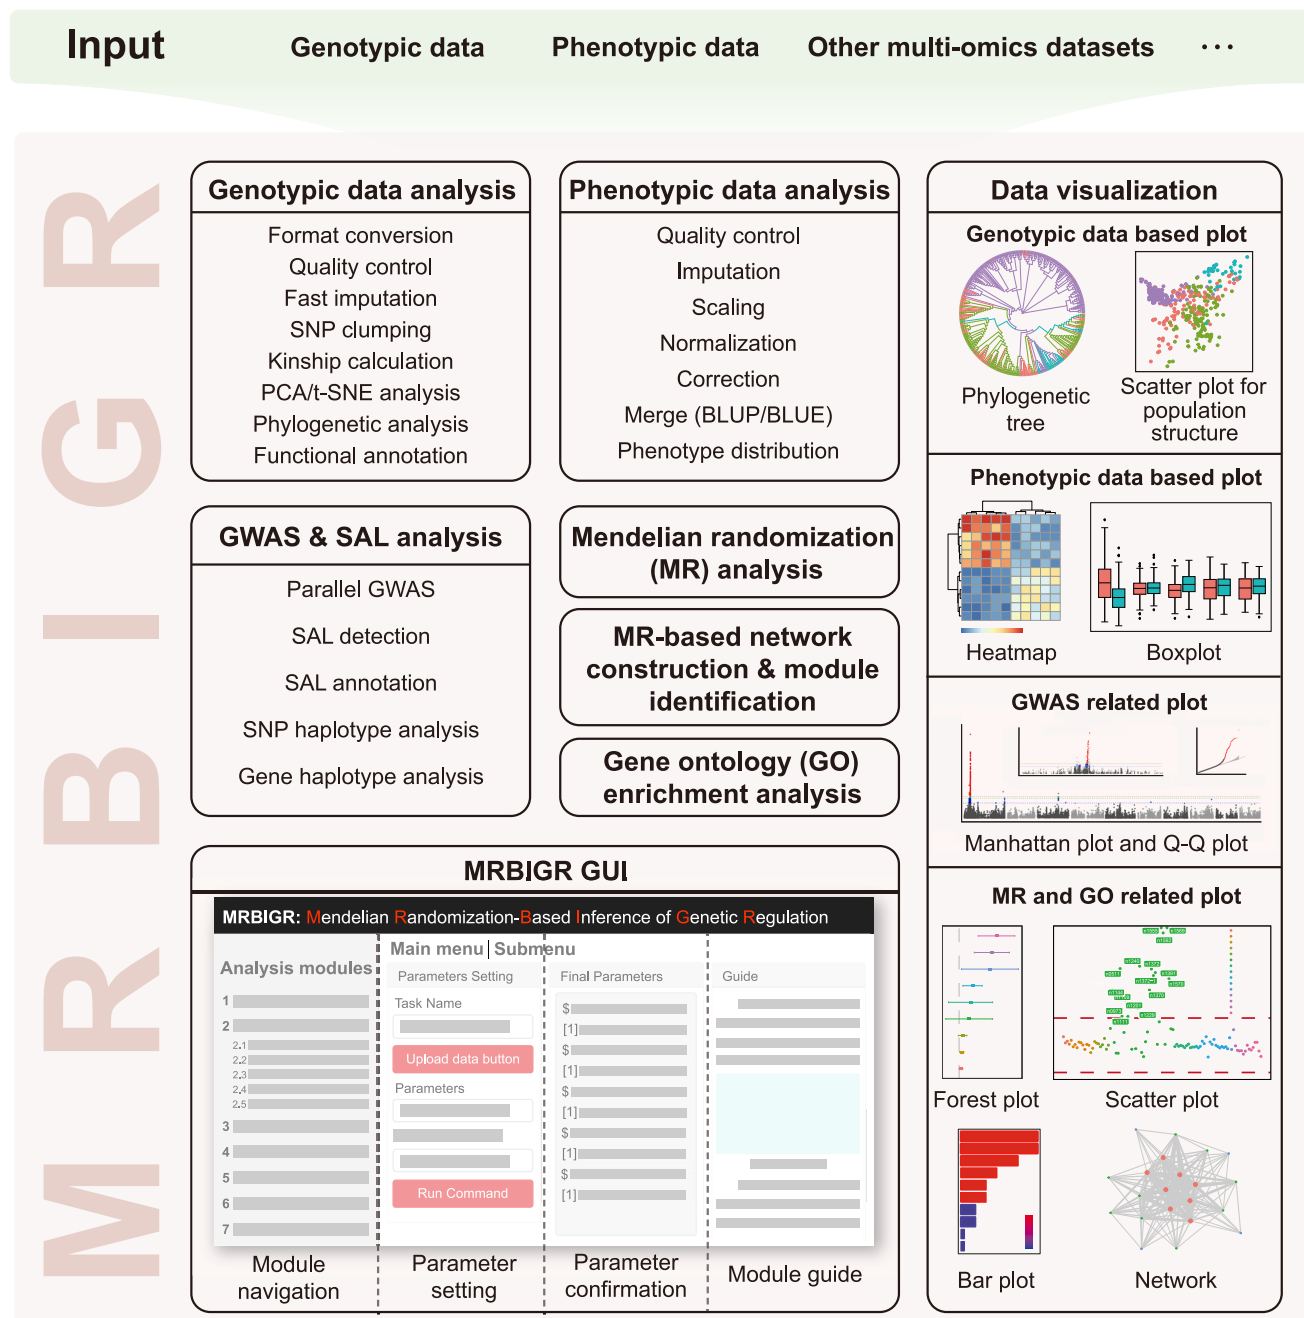 Input
Genotypic data
Phenotypic data
Other multi-omics datasets
...
MRBIGR
Genotypic data analysis
Format conversion
Quality control
Fast imputation
SNP clumping
Kinship calculation
PCA/t-SNE analysis
Phylogenetic analysis
Functional annotation
Phenotypic data analysis
Quality control
Imputation
Scaling
Normalization
Correction
Merge (BLUP/BLUE)
Phenotype distribution
GWAS & SAL analysis
Parallel GWAS
SAL detection
SAL annotation
SNP haplotype analysis
Gene haplotype analysis
Mendelian randomization
(MR) analysis
MR-based network
construction & module
identification
Gene ontology (GO)
enrichment analysis
MRBIGR GUI
MRBIGR: Mendelian Randomization-Based Inference of Genetic Regulation
Analysis modules
1
2
2.1
2.2
2.3
2.4
2.5
3
4
5
6
7
Main menu | Submenu
Parameters Setting
Task Name
Upload data button
Parameters
Run Command
Final Parameters
$
[1]
$
[1]
$
[1]
$
[1]
$
[1]
Guide
Module
navigation
Parameter
setting
Parameter
confirmation
Module guide
Data visualization
Genotypic data based plot
Phylogenetic
tree
Scatter plot for
population
structure
Phenotypic data based plot
Heatmap
Boxplot
GWAS related plot
Manhattan plot and Q-Q plot
MR and GO related plot
Forest plot
Scatter plot
Bar plot
Network